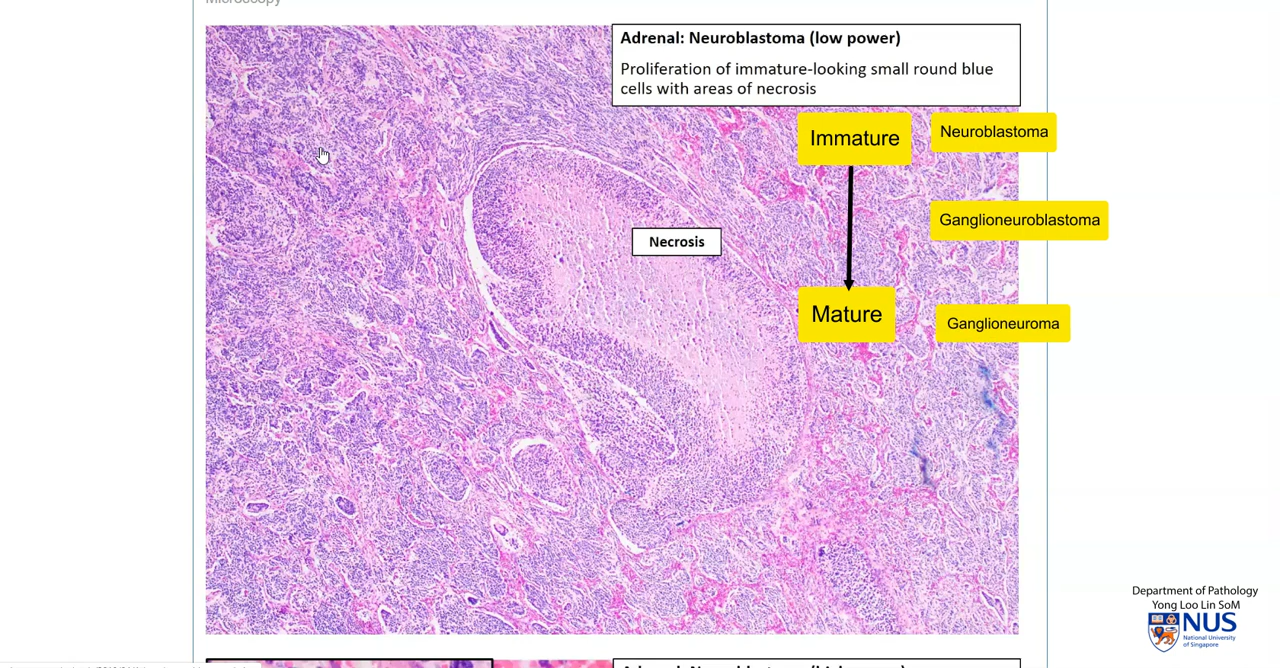 Microscopy
Adrenal: Neuroblastoma (low power)
Proliferation of immature-looking small round blue
cells with areas of necrosis
Immature
Neuroblastoma
Ganglioneuroblastoma
Necrosis
Mature
Ganglioneuroma
Department of Pathology
Yong Loo Lin SoM
NUS
National University
of Singapore